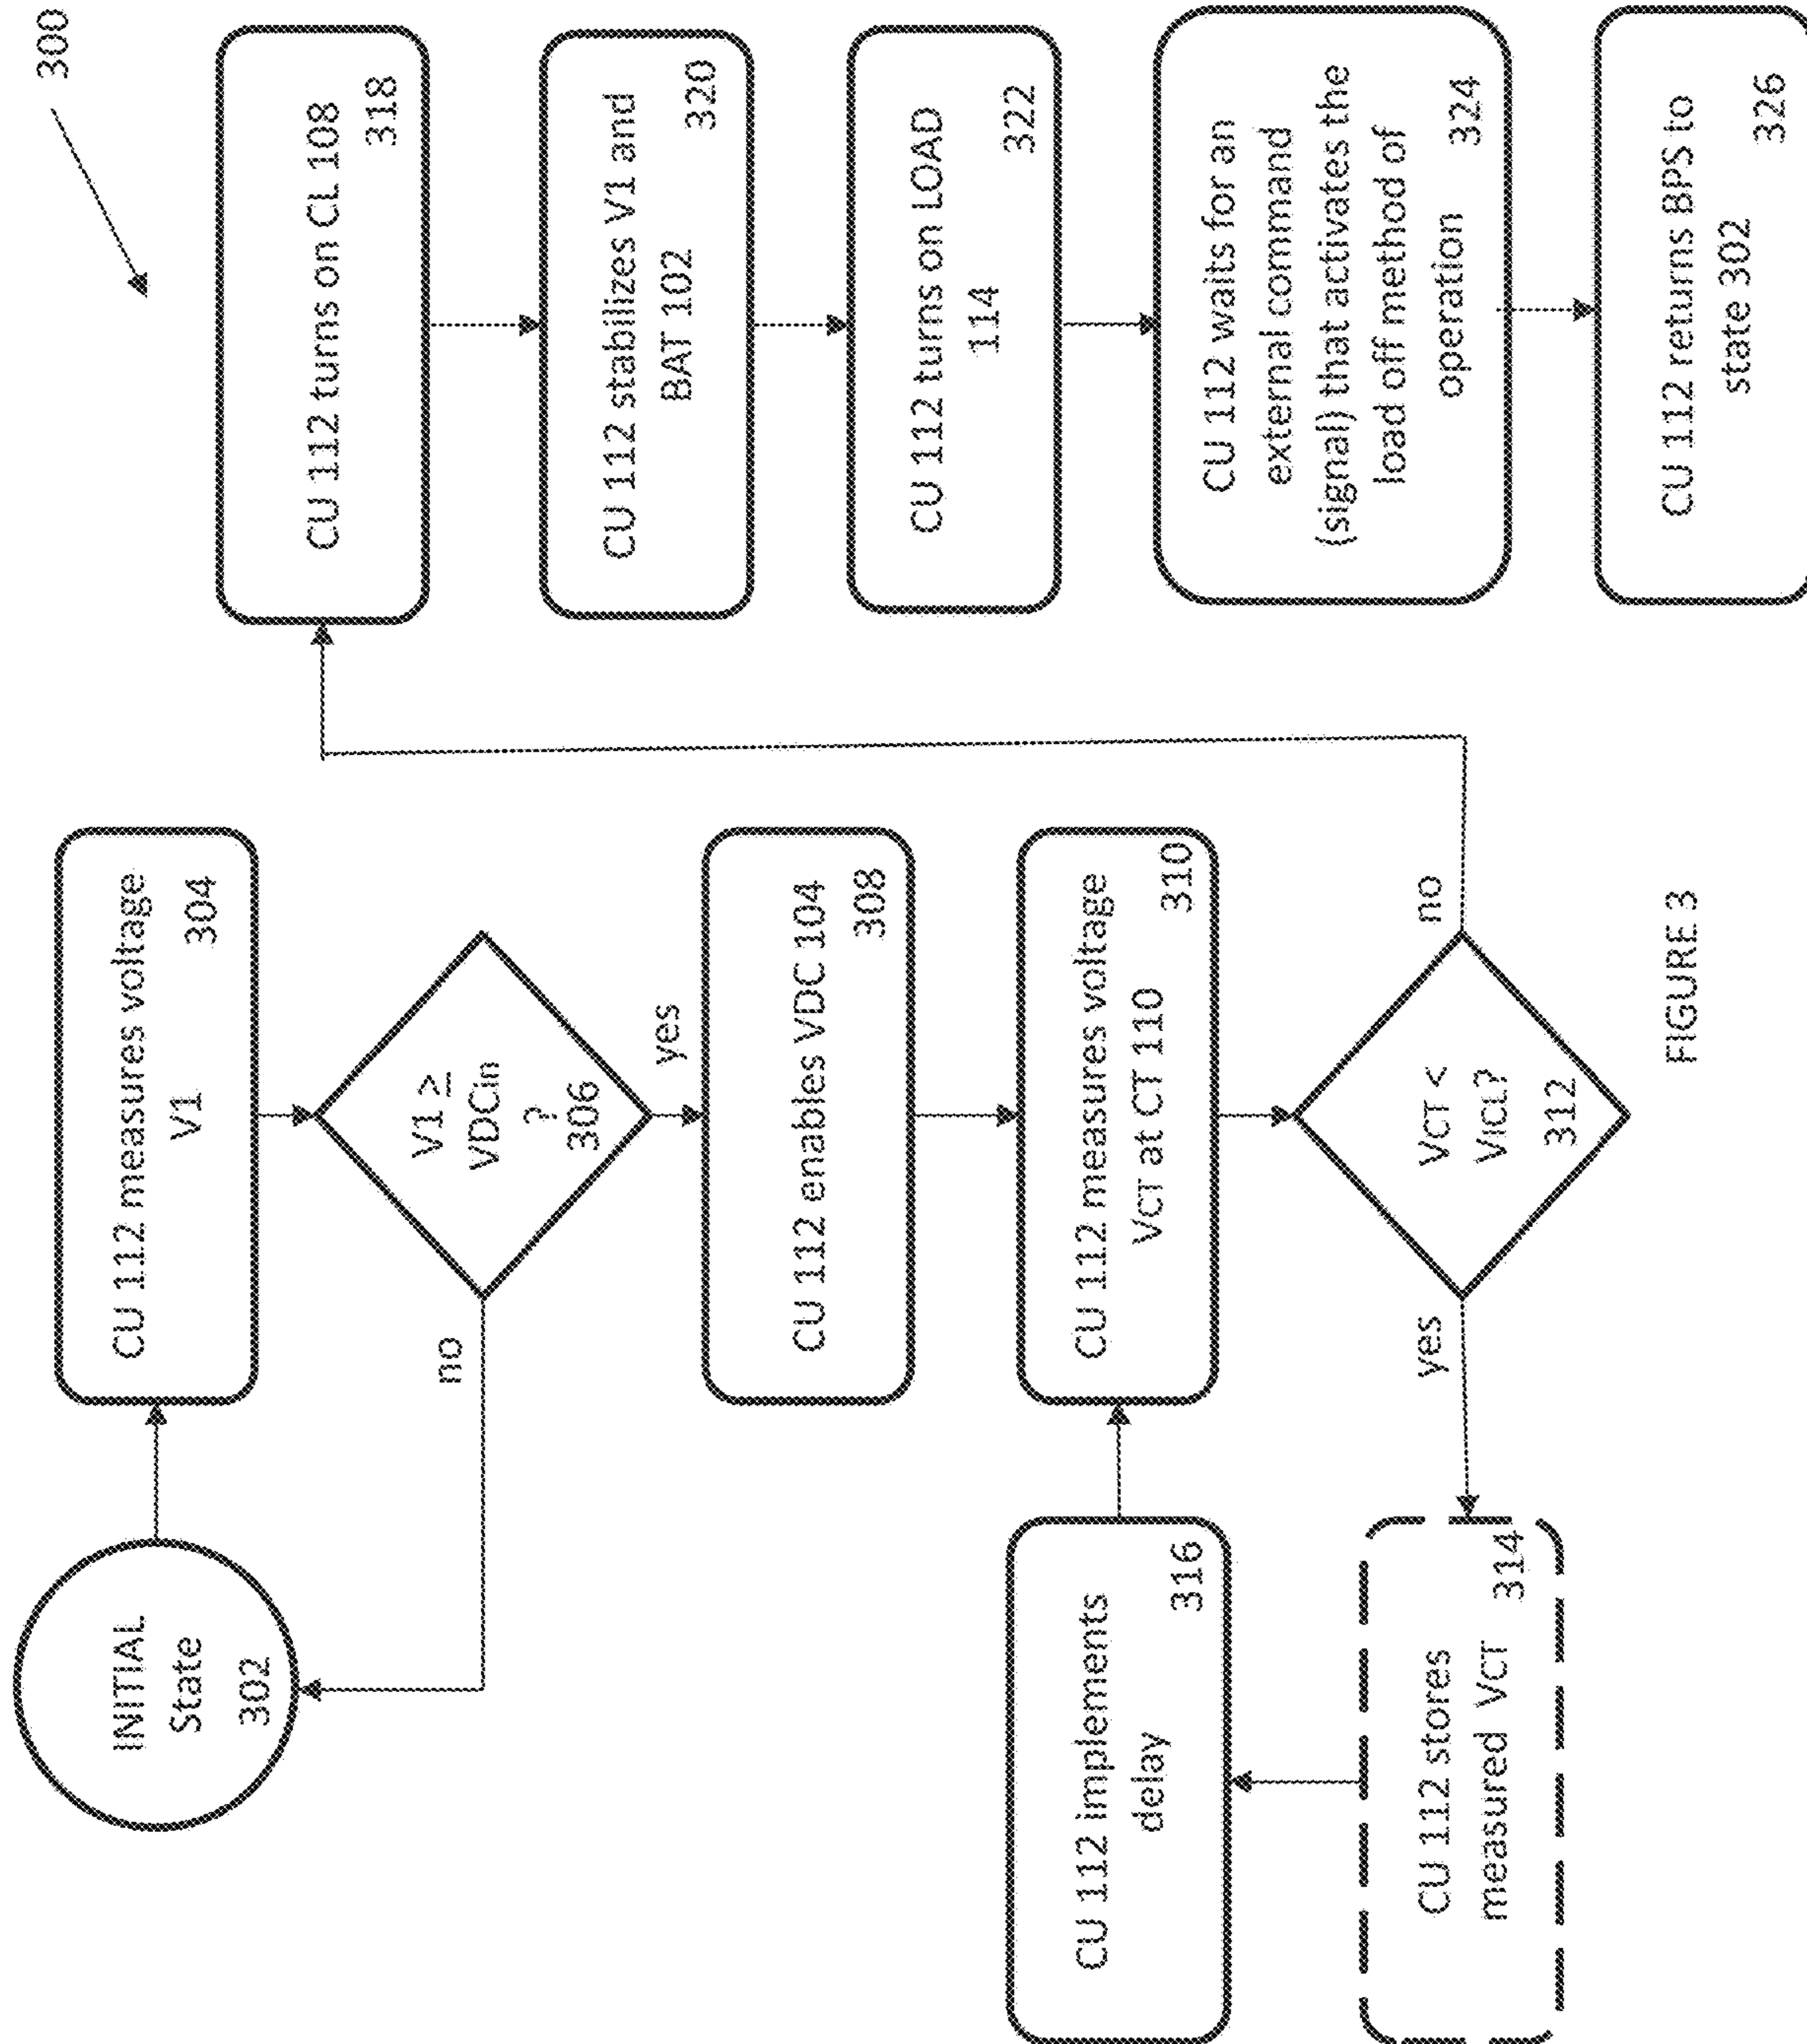 300
INITIAL
State
302
CU 112 measures voltage
V1
304
V1 ≥
VDCin
?
306
no
yes
CU 112 enables VDC 104
308
CU 112 measures voltage
VCT at CT 110
310
VCT <
VICL?
312
yes
no
CU 112 stores
measured VCT
314
CU 112 implements
delay
316
CU 112 turns on CL 108
318
CU 112 stabilizes V1 and
BAT 102
320
CU 112 turns on LOAD
114
322
CU 112 waits for an
external command
(signal) that activates the
load off method of
operation
324
CU 112 returns BPS to
state 302
326
FIGURE 3